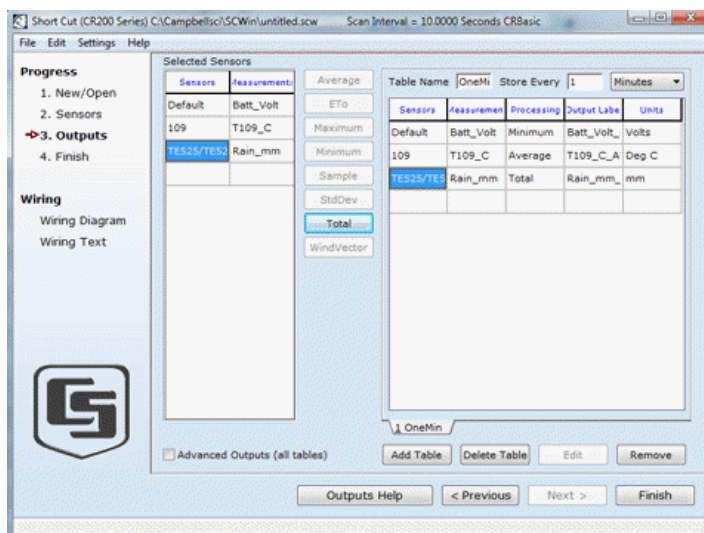 Short Cut (CR200 Series) C:\Campbellsci\SCWin\untitled.scw Scan Interval = 10.0000 Seconds CRBasic
File Edit Settings Help
Progress
1. New/Open
2. Sensors
3. Outputs
4. Finish
Wiring
Wiring Diagram
Wiring Text
Selected Sensors
Sensors
Default Batt_Volt
109 T109_C
TE525/TE52 Rain_mm
Average
ETo
Maximum
Minimum
Sample
StdDev
Total
WindVector
Table Name OneMi Store Every 1 Minutes
Sensors Measuremen Processing Output Labe Units
Default Batt_Volt Minimum Batt_Volt_ Volts
109 T109_C Average T109_C_A Deg C
TE525/TE5 Rain_mm Total Rain_mm_ mm
1 OneMin
Advanced Outputs (all tables)
Add Table Delete Table Edit Remove
Outputs Help < Previous Next > Finish